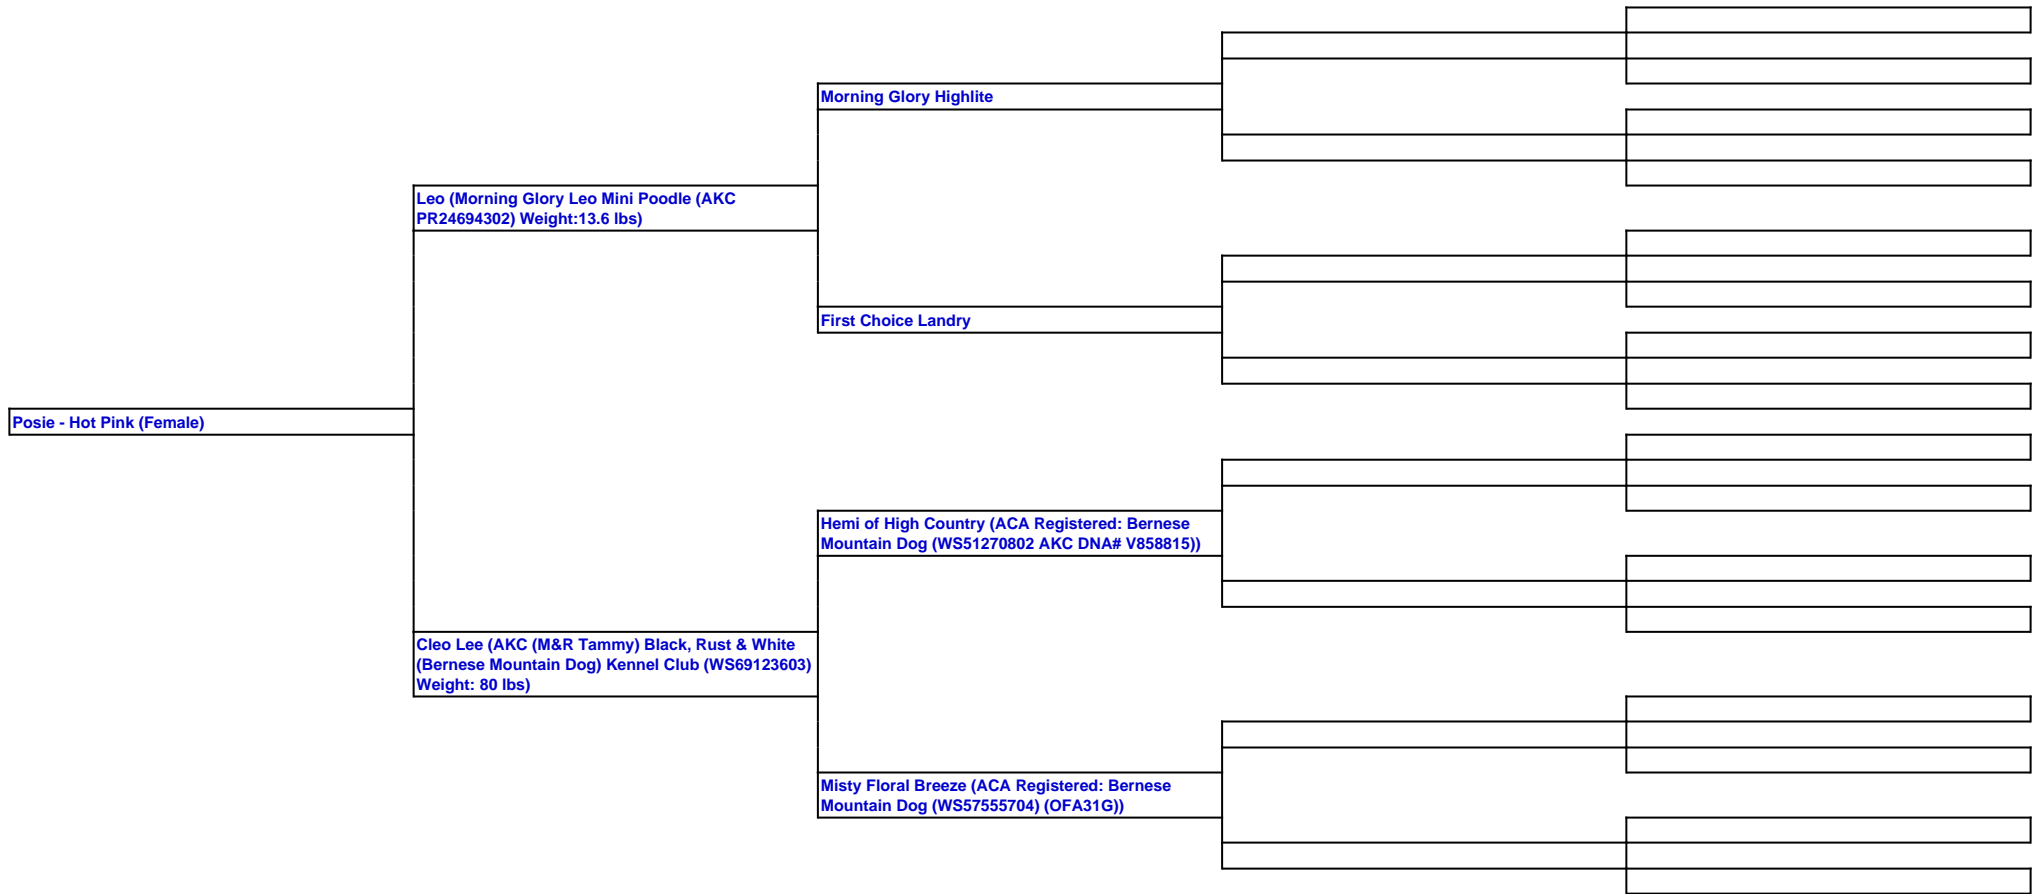 Morning Glory Highlite
Leo (Morning Glory Leo Mini Poodle (AKC
PR24694302) Weight:13.6 lbs)
First Choice Landry
Posie - Hot Pink (Female)
Hemi of High Country (ACA Registered: Bernese
Mountain Dog (WS51270802 AKC DNA# V858815))
Cleo Lee (AKC (M&R Tammy) Black, Rust & White
(Bernese Mountain Dog) Kennel Club (WS69123603)
Weight: 80 lbs)
Misty Floral Breeze (ACA Registered: Bernese
Mountain Dog (WS57555704) (OFA31G))